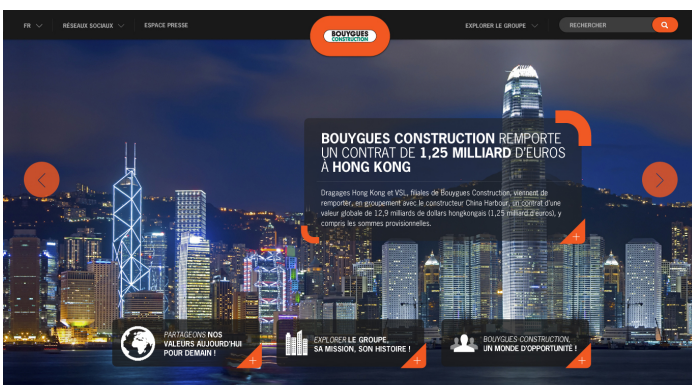 FR
RÉSEAUX SOCIAUX
ESPACE PRESSE
BOUYGUES
CONSTRUCTION
EXPLORER LE GROUPE
RECHERCHER
BOUYGUES CONSTRUCTION REMPORTE
UN CONTRAT DE 1,25 MILLIARD D'EUROS
À HONG KONG
Dragages Hong Kong et VSL, filiales de Bouygues Construction, viennent de
remporter, en groupement avec le constructeur China Harbour, un contrat d'une
valeur globale de 12,9 milliards de dollars hongkongais (1,25 milliard d'euros), y
compris les sommes provisionelles.
PARTAGEONS NOS
VALEURS AUJOURD'HUI
POUR DEMAIN !
EXPLORER LE GROUPE,
SA MISSION, SON HISTOIRE !
BOUYGUES CONSTRUCTION,
UN MONDE D'OPPORTUNITÉ !